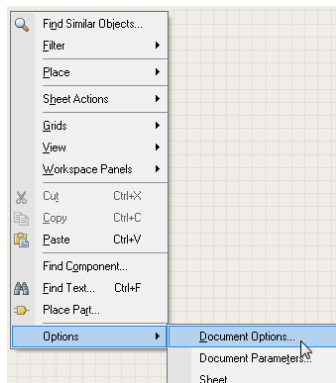 Find Similar Objects...
Filter
Place
Sheet Actions
Grids
View
Workspace Panels
Cut Ctrl+X
Copy Ctrl+C
Paste Ctrl+V
Find Component...
Find Text... Ctrl+F
Place Part...
Options
Document Options...
Document Parameters...
Sheet